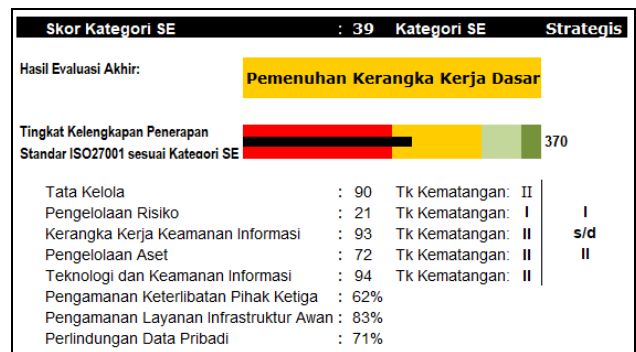 Skor Kategori SE : 39 Kategori SE Strategis
Hasil Evaluasi Akhir:
Pemenuhan Kerangka Kerja Dasar
Tingkat Kelengkapan Penerapan
Standar ISO27001 sesuai Kategori SE
370
Tata Kelola : 90 Tk Kematangan: II
Pengelolaan Risiko : 21 Tk Kematangan: I I
Kerangka Kerja Keamanan Informasi : 93 Tk Kematangan: II s/d
Pengelolaan Aset : 72 Tk Kematangan: II II
Teknologi dan Keamanan Informasi : 94 Tk Kematangan: II
Pengamanan Keterlibatan Pihak Ketiga : 62%
Pengamanan Layanan Infrastruktur Awan : 83%
Perlindungan Data Pribadi : 71%